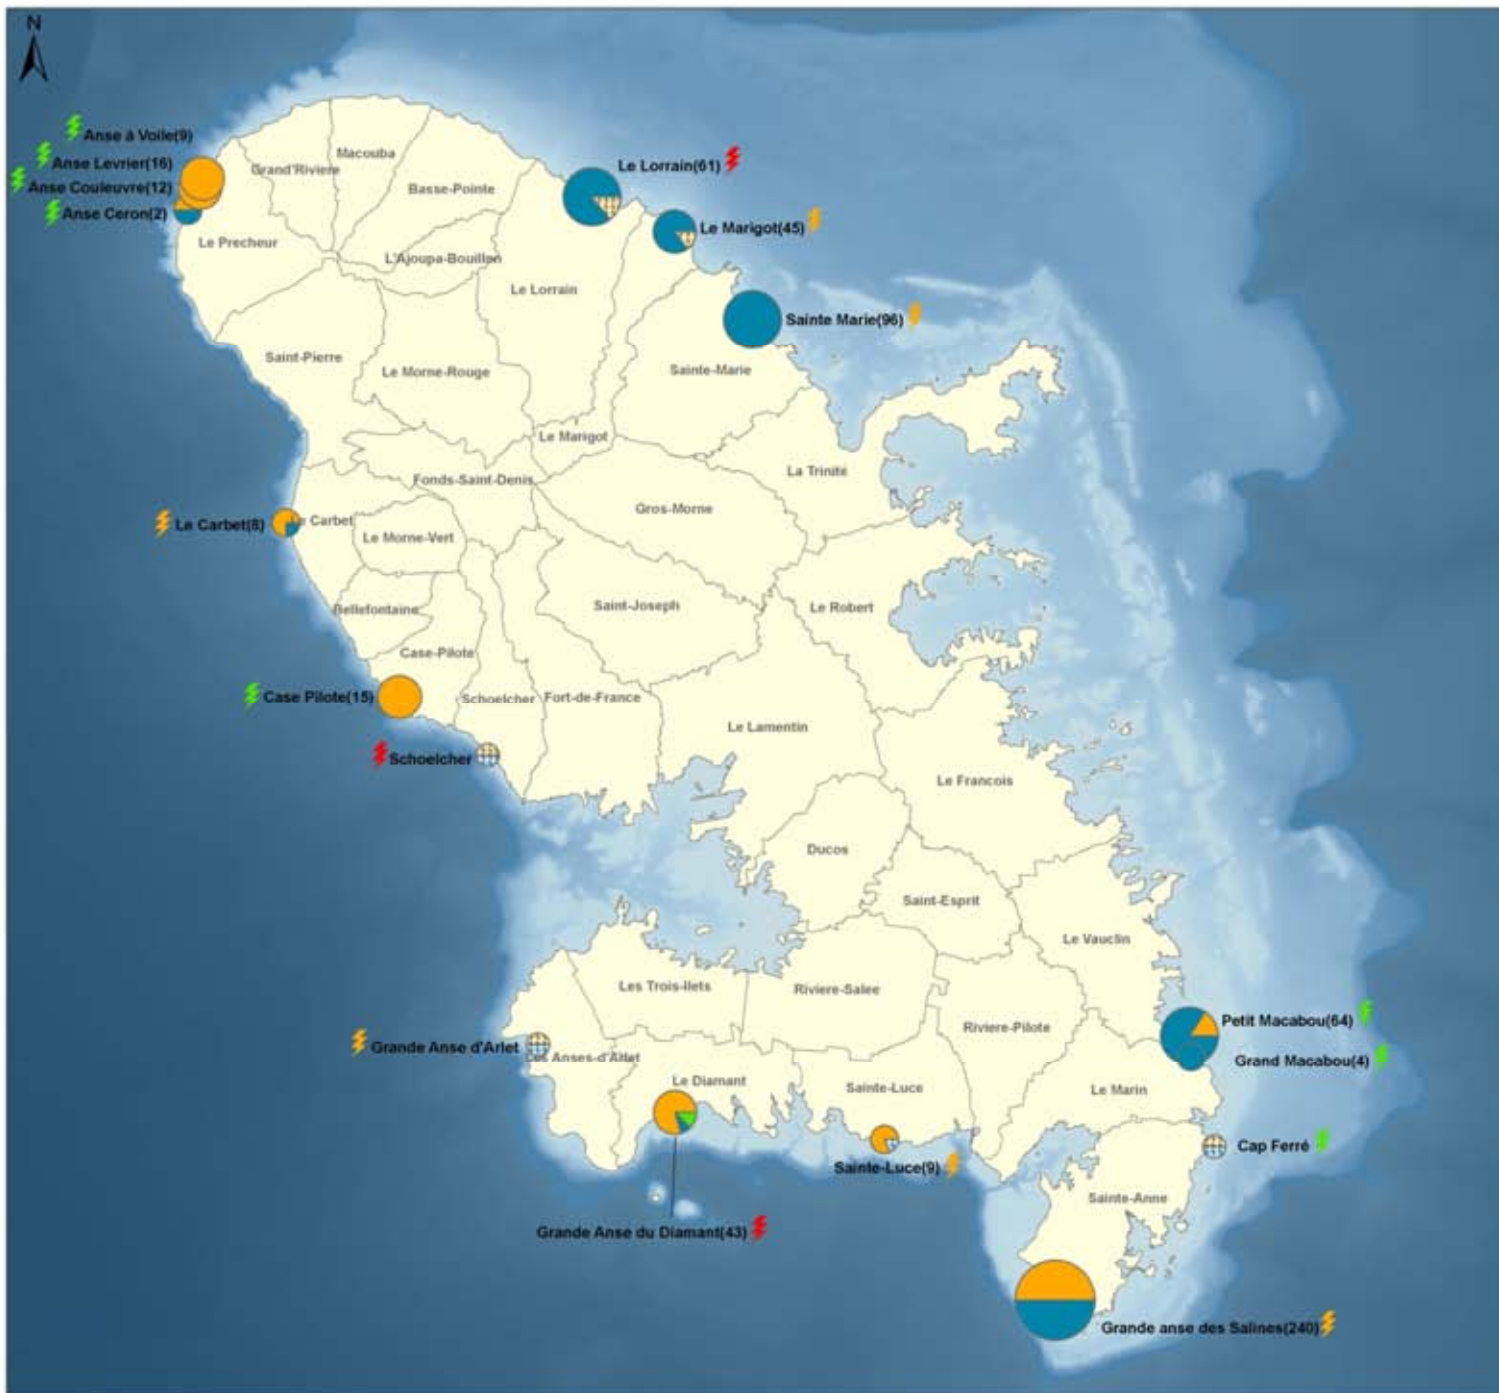 N
Anse à Voile(9)
Anse Levrier(16)
Anse Couleuvre(12)
Anse Ceron(2)
Grand'Riviere
Macouba
Basse-Pointe
Le Precheur
L'Ajoupa-Bouillon
Le Lorrain(61)
Le Marigot(45)
Le Lorrain
Sainte Marie(96)
Saint-Pierre
Le Morne-Rouge
Sainte-Marie
Le Marigot
La Trinité
Fonds-Saint-Denis
Gros-Morne
Le Carbet(8)
Le Carbet
Le Morne-Vert
Bellefontaine
Saint-Joseph
Le Robert
Case-Pilote
Case Pilote(15)
Schoelcher
Fort-de-France
Le Lamentin
Schoelcher
Le Francois
Ducos
Saint-Esprit
Le Vauclin
Les Trois-Ilets
Riviere-Salee
Riviere-Pilote
Petit Macabou(64)
Grand Macabou(4)
Grande Anse d'Arlet
Les Anses-d'Arlet
Le Diamant
Sainte-Luce
Le Marin
Cap Ferré
Sainte-Luce(9)
Sainte-Anne
Grande Anse du Diamant(43)
Grande anse des Salines(240)